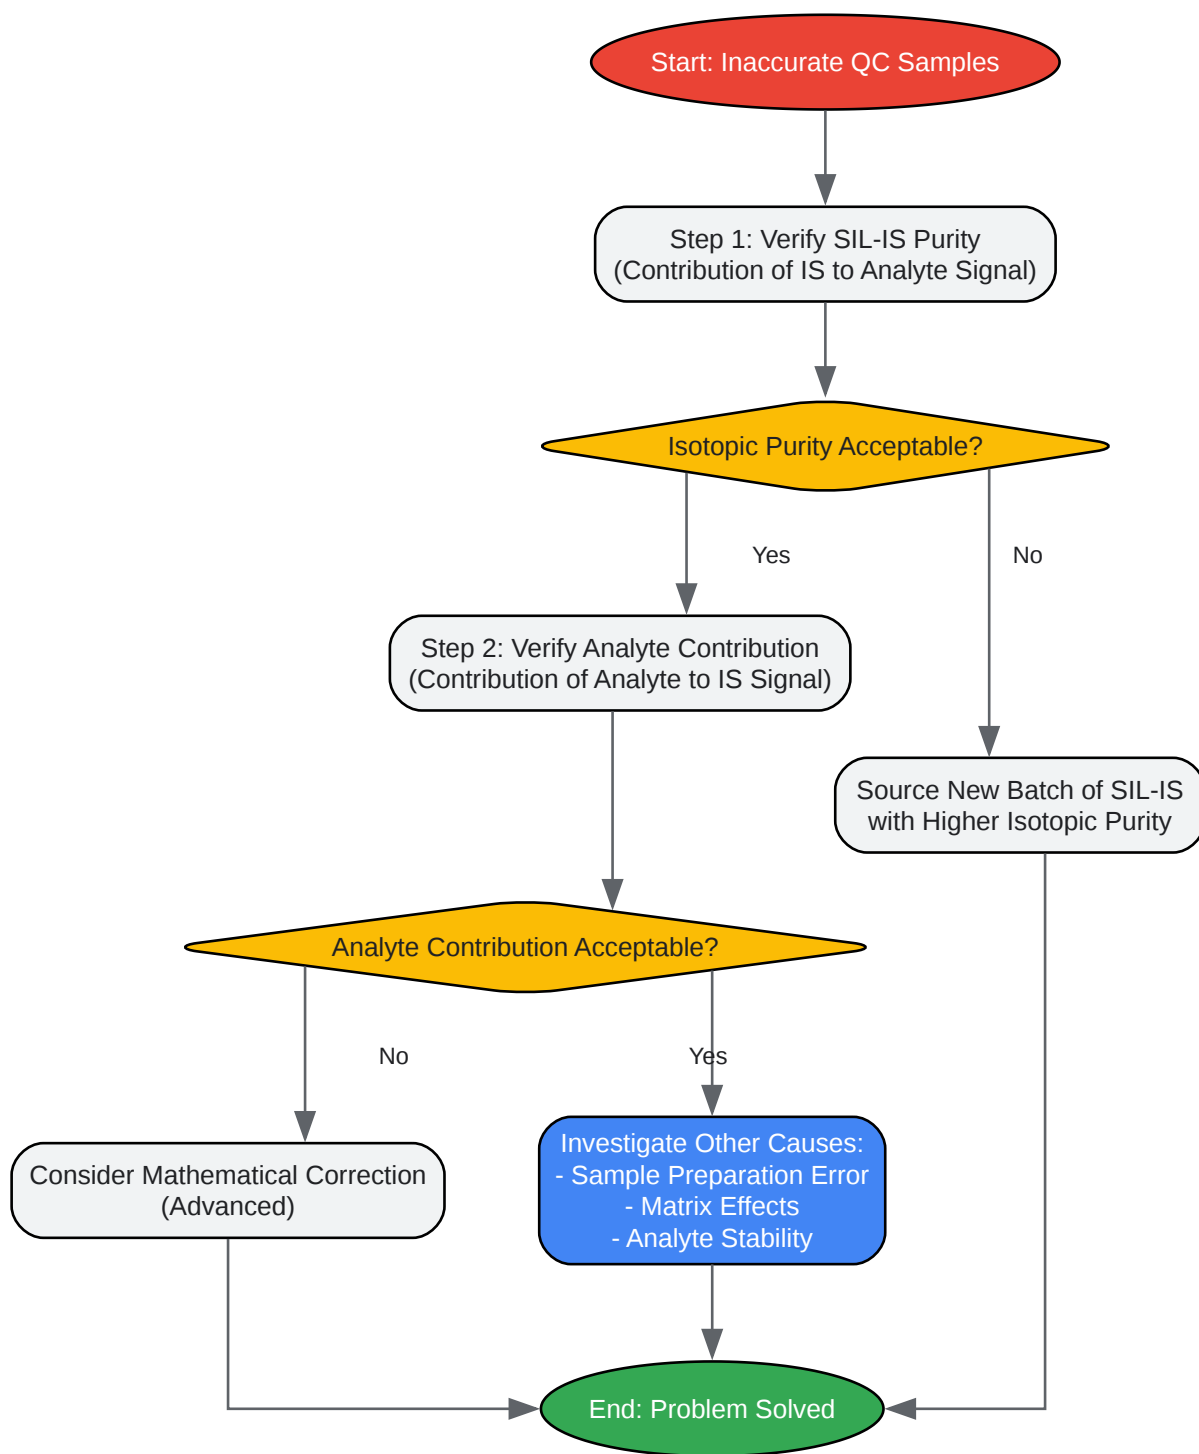 Start: Inaccurate QC Samples
Step 1: Verify SIL-IS Purity
(Contribution of IS to Analyte Signal)
Isotopic Purity Acceptable?
Yes
No
Step 2: Verify Analyte Contribution
(Contribution of Analyte to IS Signal)
Source New Batch of SIL-IS
with Higher Isotopic Purity
Analyte Contribution Acceptable?
No
Yes
Consider Mathematical Correction
(Advanced)
Investigate Other Causes:
- Sample Preparation Error
- Matrix Effects
- Analyte Stability
End: Problem Solved